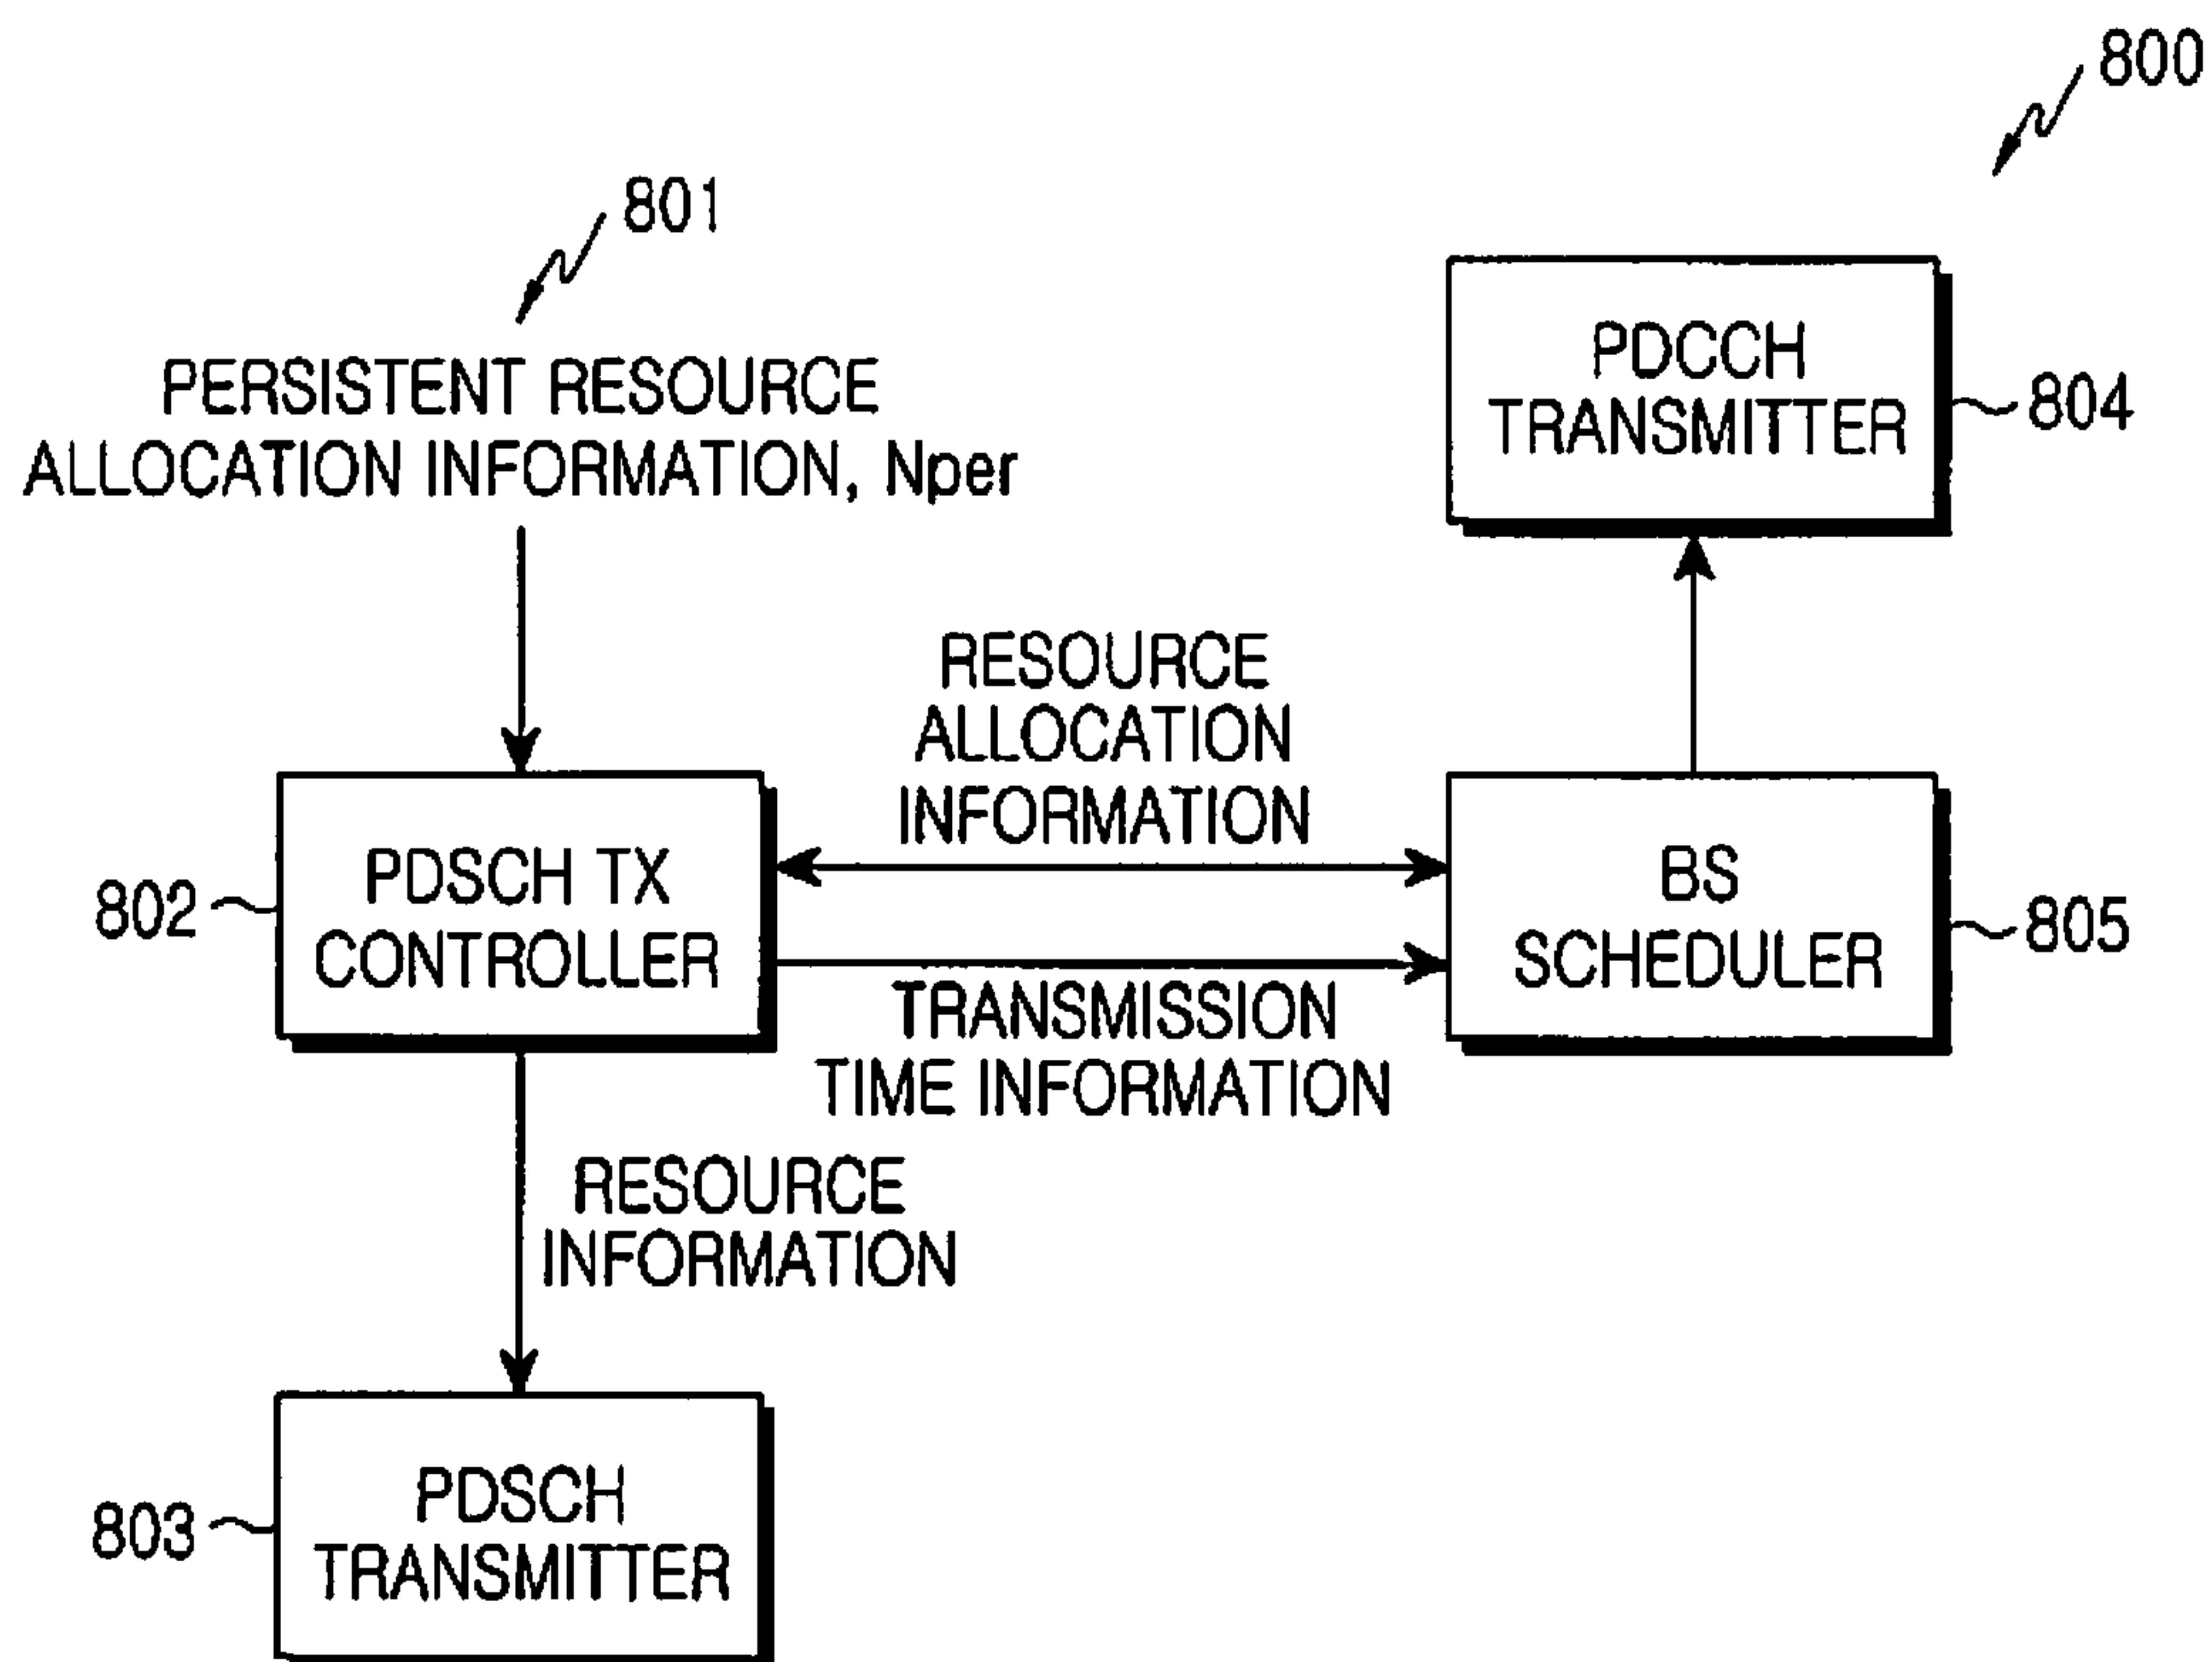 800
801
PERSISTENT RESOURCE
ALLOCATION INFORMATION, Nper
PDCCH
TRANSMITTER
804
RESOURCE
ALLOCATION
INFORMATION
802
PDSCH TX
CONTROLLER
BS
SCHEDULER
805
TRANSMISSION
TIME INFORMATION
RESOURCE
INFORMATION
803
PDSCH
TRANSMITTER